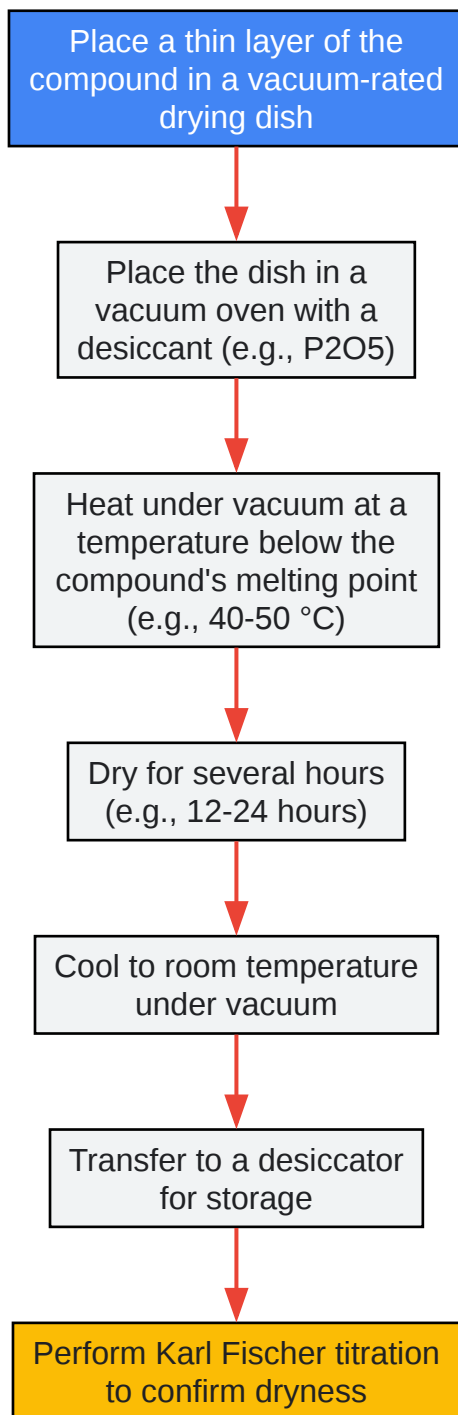 Place a thin layer of the
compound in a vacuum-rated
drying dish
Place the dish in a
vacuum oven with a
desiccant (e.g., P2O5)
Heat under vacuum at a
temperature below the
compound's melting point
(e.g., 40-50 °C)
Dry for several hours
(e.g., 12-24 hours)
Cool to room temperature
under vacuum
Transfer to a desiccator
for storage
Perform Karl Fischer titration
to confirm dryness